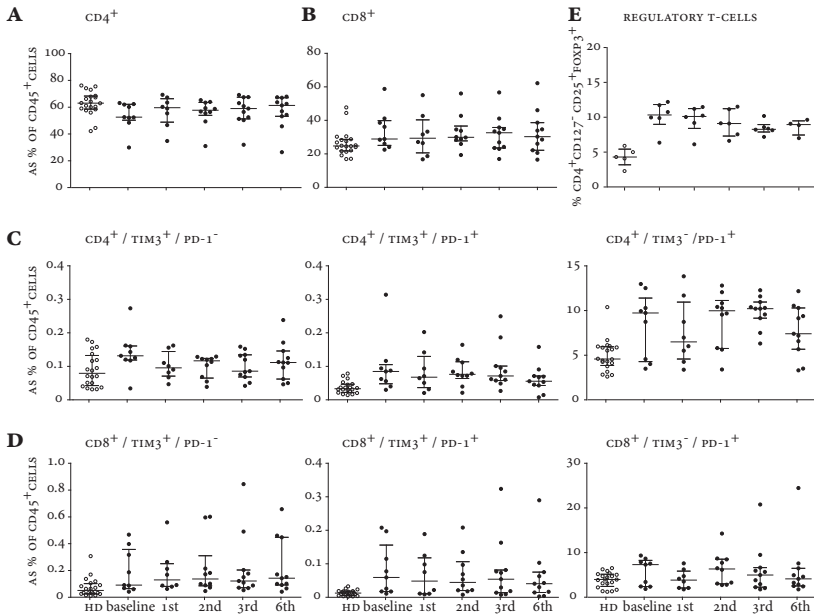 A CD4⁺
B CD8⁺
E REGULATORY T-CELLS
AS % OF CD45⁺CELLS
100
80
60
40
20
0
80
60
40
20
0
% CD4⁺CD127⁻CD25⁺FOXP3⁺
20
15
10
5
0
C CD4⁺ / TIM3⁺ / PD-1⁻
CD4⁺ / TIM3⁺ / PD-1⁺
CD4⁺ / TIM3⁻ /PD-1⁺
AS % OF CD45⁺CELLS
0.4
0.3
0.2
0.1
0.0
0.4
0.3
0.2
0.1
0.0
15
10
5
0
D CD8⁺ / TIM3⁺ / PD-1⁻
CD8⁺ / TIM3⁺ / PD-1⁺
CD8⁺ / TIM3⁻ / PD-1⁺
AS % OF CD45⁺CELLS
1.0
0.8
0.6
0.4
0.2
0.0
0.4
0.3
0.2
0.1
0.0
30
20
10
0
HD baseline 1st 2nd 3rd 6th
HD baseline 1st 2nd 3rd 6th
HD baseline 1st 2nd 3rd 6th